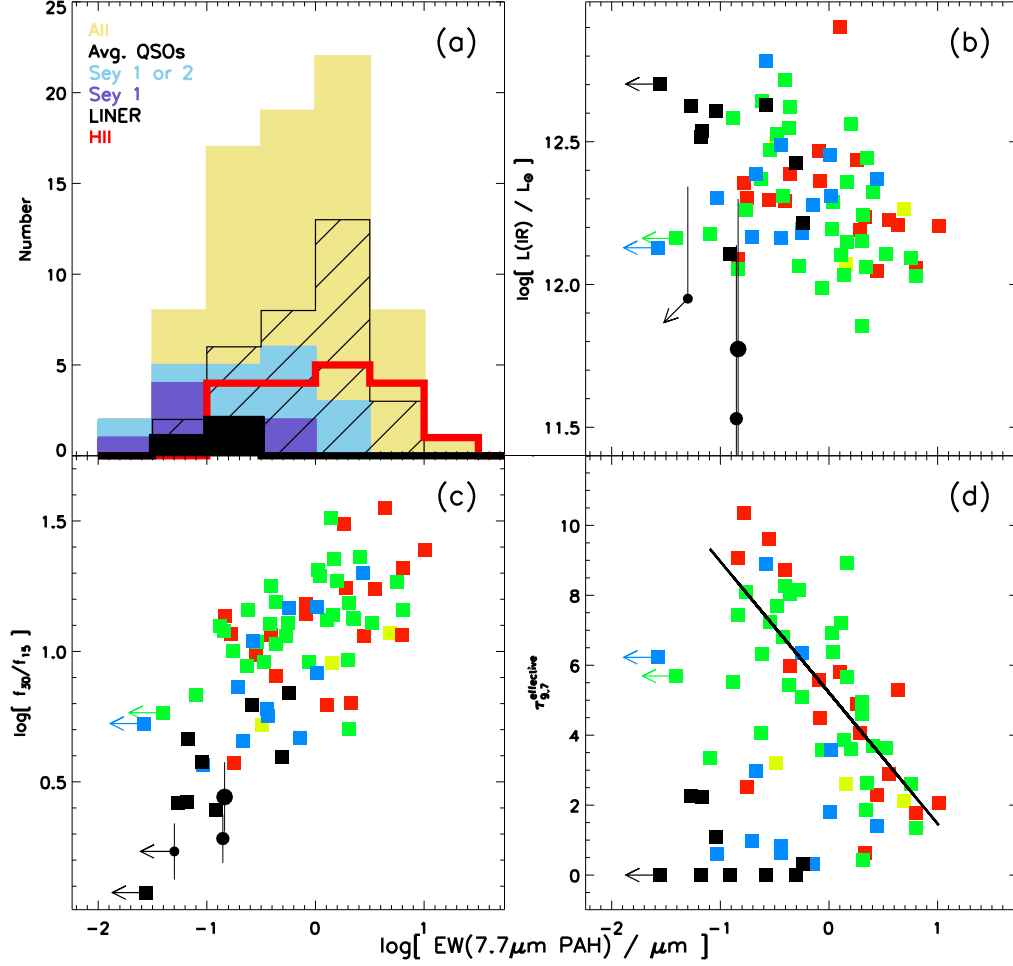 (a)
All
Avg. QSOs
Sey 1 or 2
Sey 1
LINER
HII
Number
25
20
15
10
5
0
(b)
log[ L(IR) / L⊙ ]
12.5
12.0
11.5
(c)
log[ f30/f15 ]
1.5
1.0
0.5
-2 -1 0 1
(d)
τ9.7effective
10
8
6
4
2
0
-2 -1 0 1
log[ EW(7.7μm PAH) / μm ]